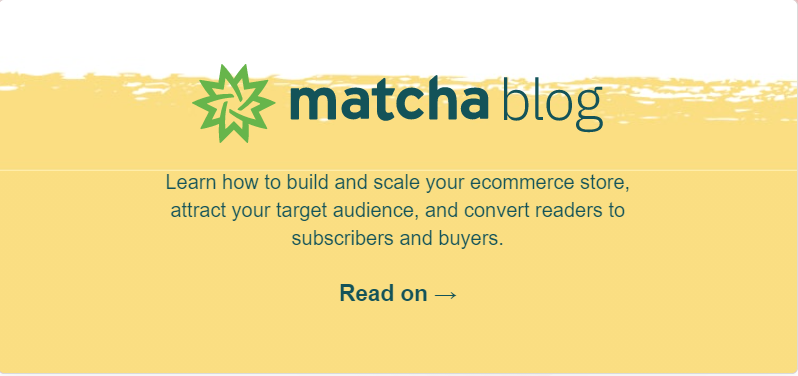 matcha blog
Learn how to build and scale your ecommerce store,
attract your target audience, and convert readers to
subscribers and buyers.
Read on →